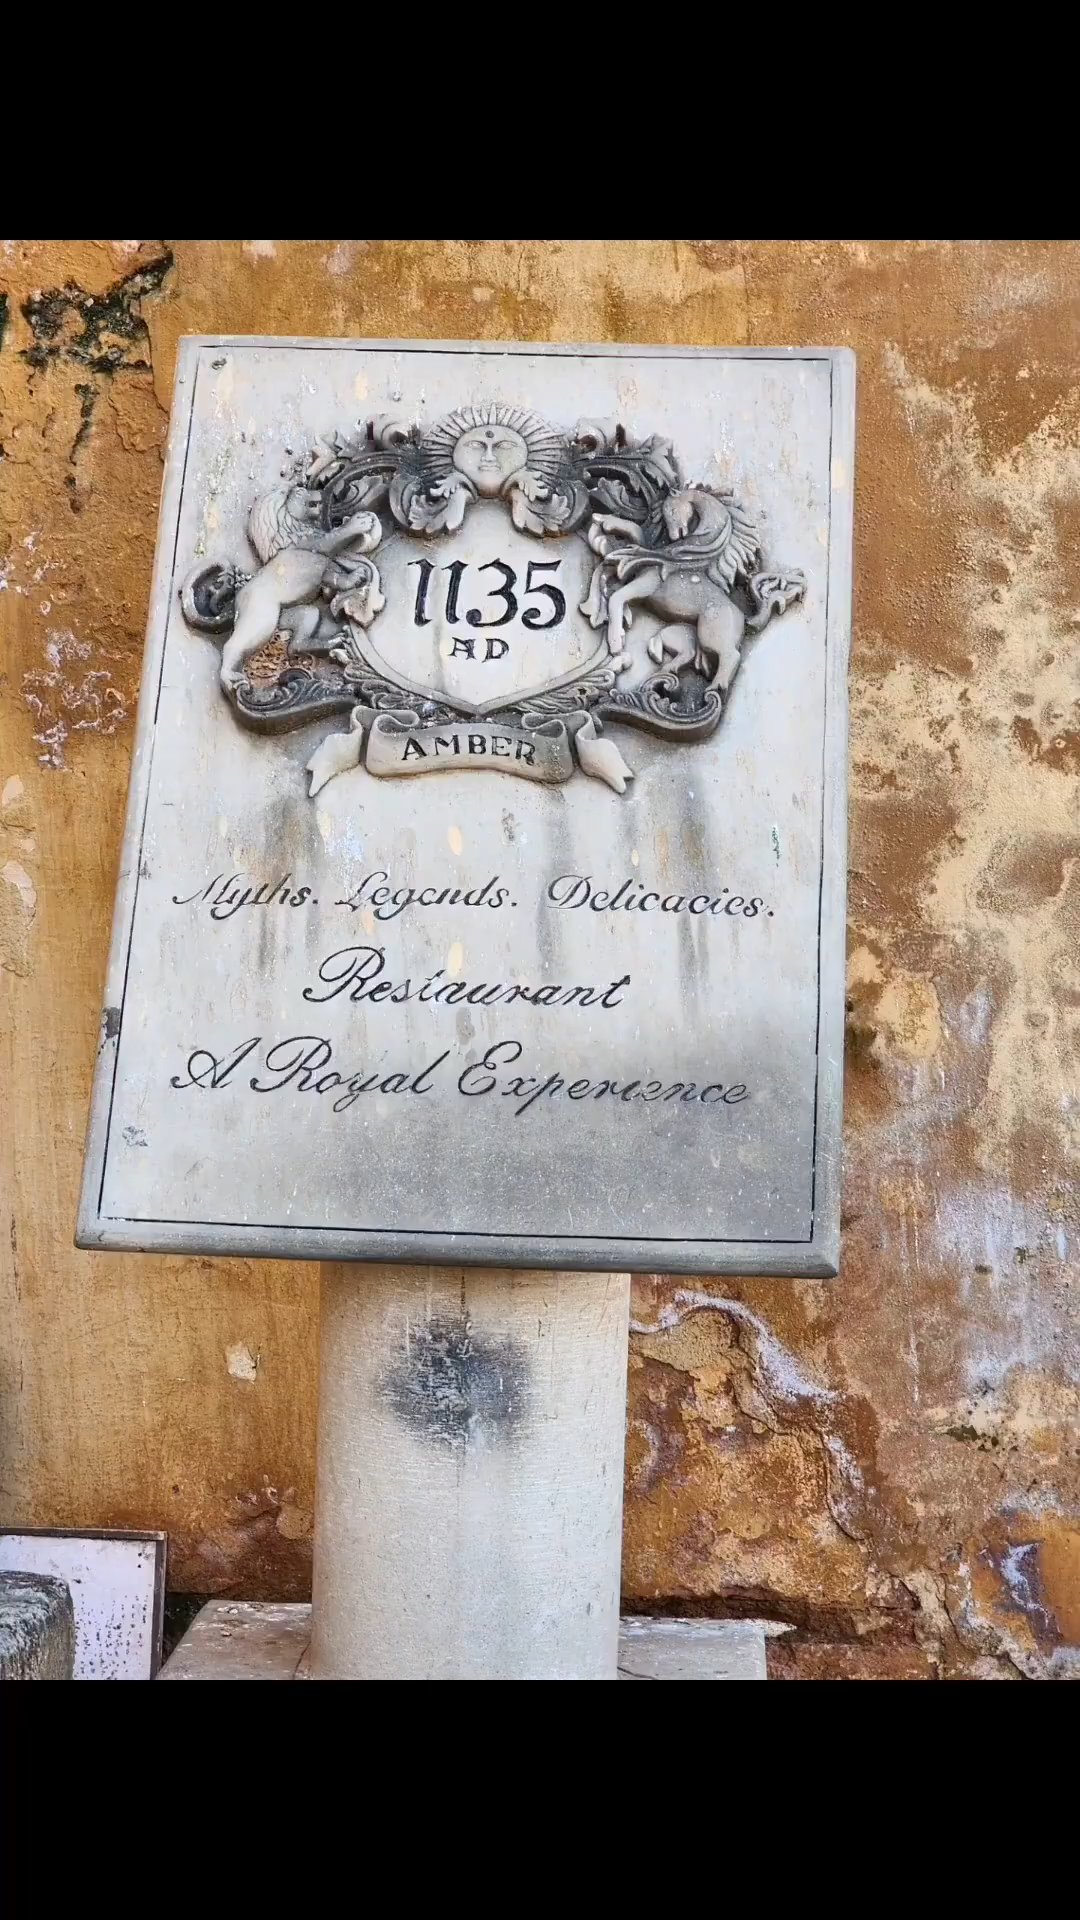 1135
AD
AMBER
Myths. Legends. Delicacies.
Restaurant
A Royal Experience